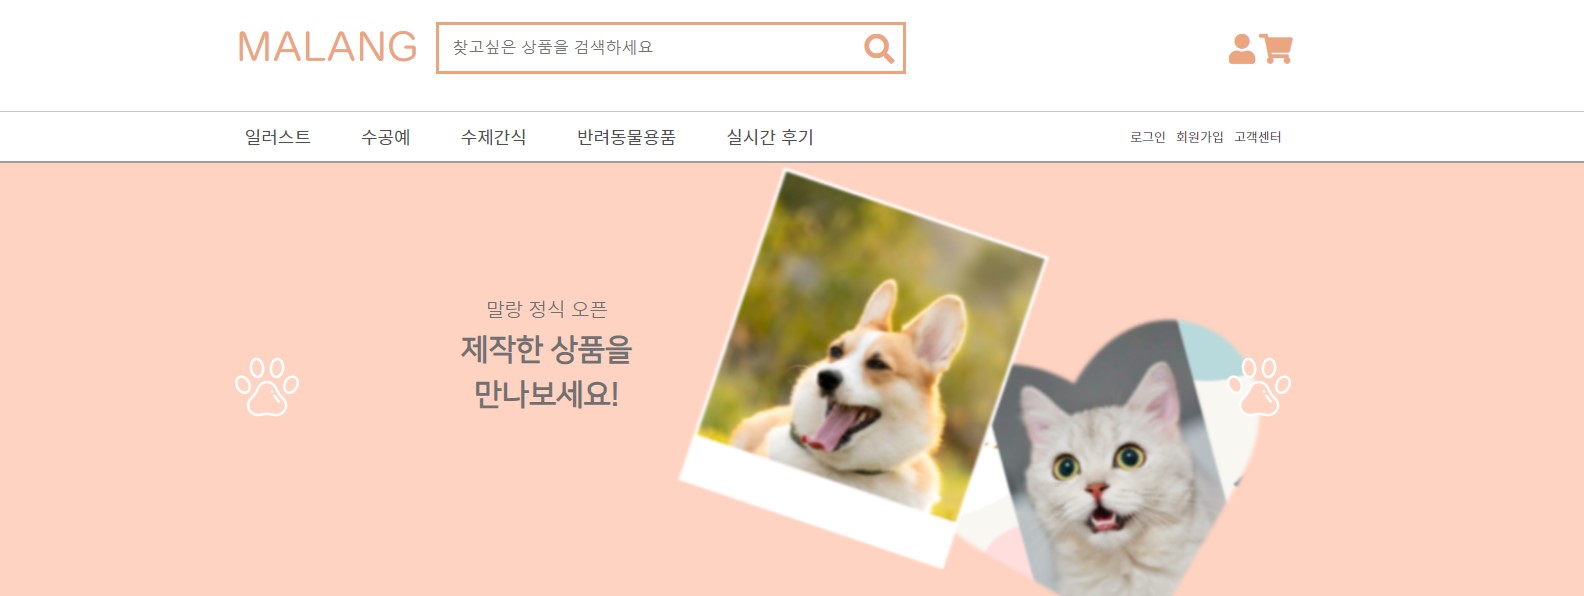 MALANG
찾고싶은 상품을 검색하세요
일러스트 수공예 수제간식 반려동물용품 실시간 후기 로그인 회원가입 고객센터
말랑 정식 오픈
제작한 상품을
만나보세요!